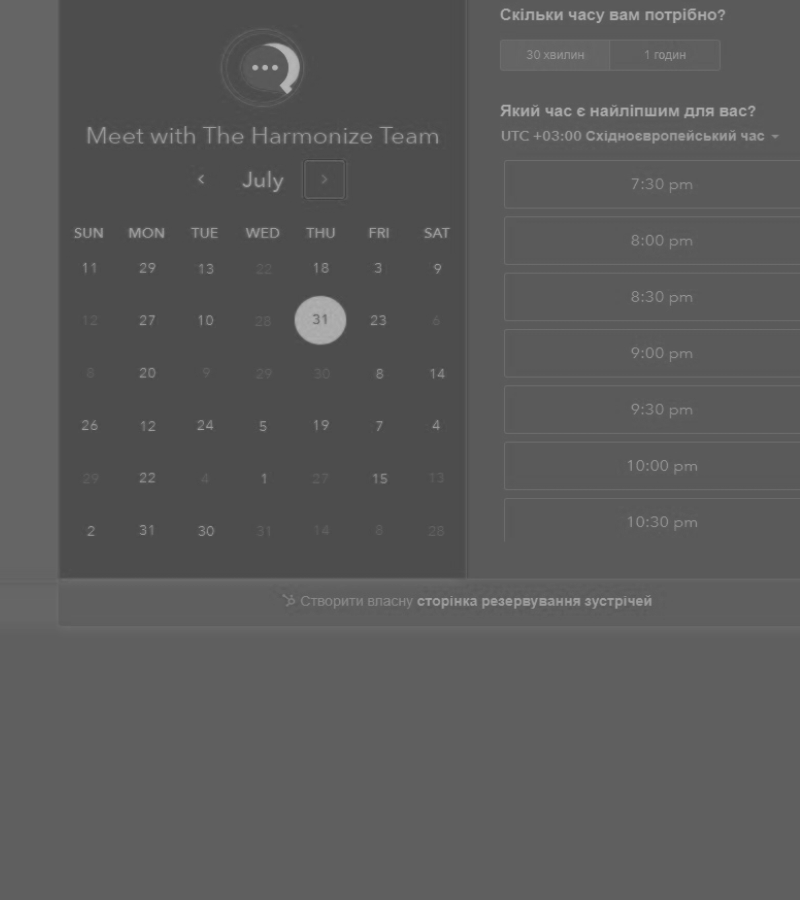 Meet with The Harmonize Team
July
SUN MON TUE WED THU FRI SAT
11 29 13 22 18 3 9
12 27 10 28 31 23 6
8 20 9 29 30 8 14
26 12 24 5 19 7 4
29 22 4 1 27 15 13
2 31 30 31 14 8 28
Скільки часу вам потрібно?
30 хвилин 1 годин
Який час є найліпшим для вас?
UTC +03:00 Східноєвропейський час
7:30 pm
8:00 pm
8:30 pm
9:00 pm
9:30 pm
10:00 pm
10:30 pm
Створити власну сторінка резервування зустрічей